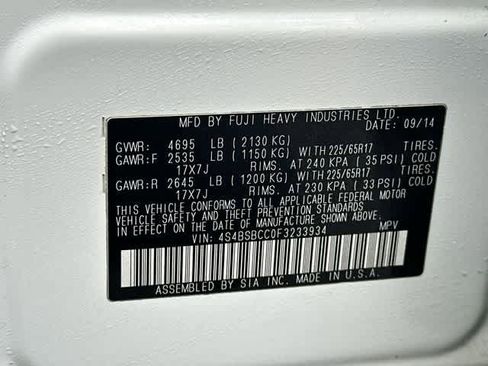 MFD BY FUJI HEAVY INDUSTRIES LTD.
DATE: 09/14
GVWR: 4695 LB ( 2130 KG)
GAWR:F 2535 LB ( 1150 KG) WITH 225/65R17 TIRES.
17X7J RIMS. AT 240 KPA ( 35 PSI) COLD
GAWR:R 2645 LB ( 1200 KG) WITH 225/65R17 TIRES.
17X7J RIMS. AT 230 KPA ( 33 PSI) COLD
THIS VEHICLE CONFORMS TO ALL APPLICABLE FEDERAL MOTOR
VEHICLE SAFETY AND THEFT PREVENTION STANDARDS IN EFFECT
ON THE DATE OF MANUFACTURE SHOWN ABOVE.
VIN: 4S4BSBCC0F3233934 MPV
ASSEMBLED BY SIA INC. MADE IN U.S.A.